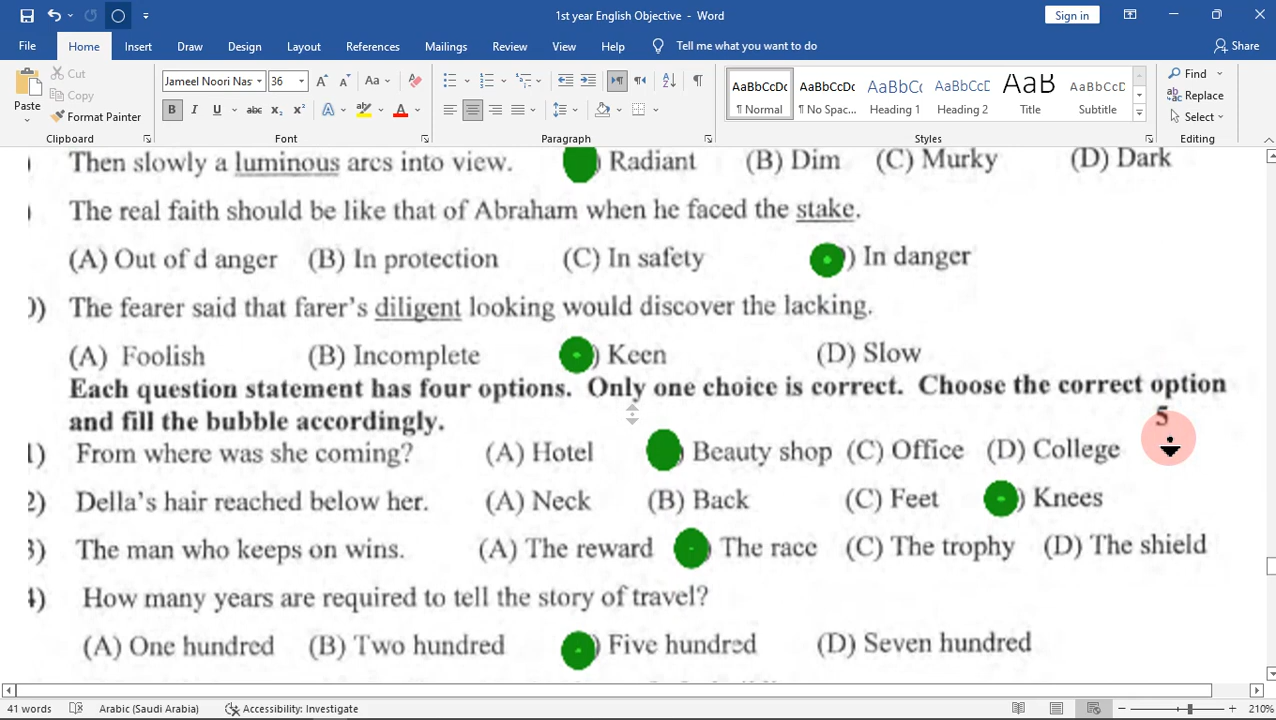 1st year English Objective - Word
Sign in
File Home Insert Draw Design Layout References Mailings Review View Help Tell me what you want to do Share
Paste Cut
Copy
Format Painter
Jameel Noori Nas 36
AaBbCcDc AaBbCcDc AaBbCc AaBbCcD AaB AaBbCcD
¶ Normal ¶ No Spac... Heading 1 Heading 2 Title Subtitle
Find
Replace
Select
Clipboard Font Paragraph Styles Editing
) Then slowly a luminous arcs into view. ) Radiant (B) Dim (C) Murky (D) Dark
) The real faith should be like that of Abraham when he faced the stake.
(A) Out of d anger (B) In protection (C) In safety ) In danger
0) The fearer said that farer's diligent looking would discover the lacking.
(A) Foolish (B) Incomplete ) Keen (D) Slow
Each question statement has four options. Only one choice is correct. Choose the correct option
and fill the bubble accordingly. 5
1) From where was she coming? (A) Hotel ) Beauty shop (C) Office (D) College
2) Della's hair reached below her. (A) Neck (B) Back (C) Feet ) Knees
3) The man who keeps on wins. (A) The reward ) The race (C) The trophy (D) The shield
4) How many years are required to tell the story of travel?
(A) One hundred (B) Two hundred ) Five hundred (D) Seven hundred
41 words Arabic (Saudi Arabia) Accessibility: Investigate 210%